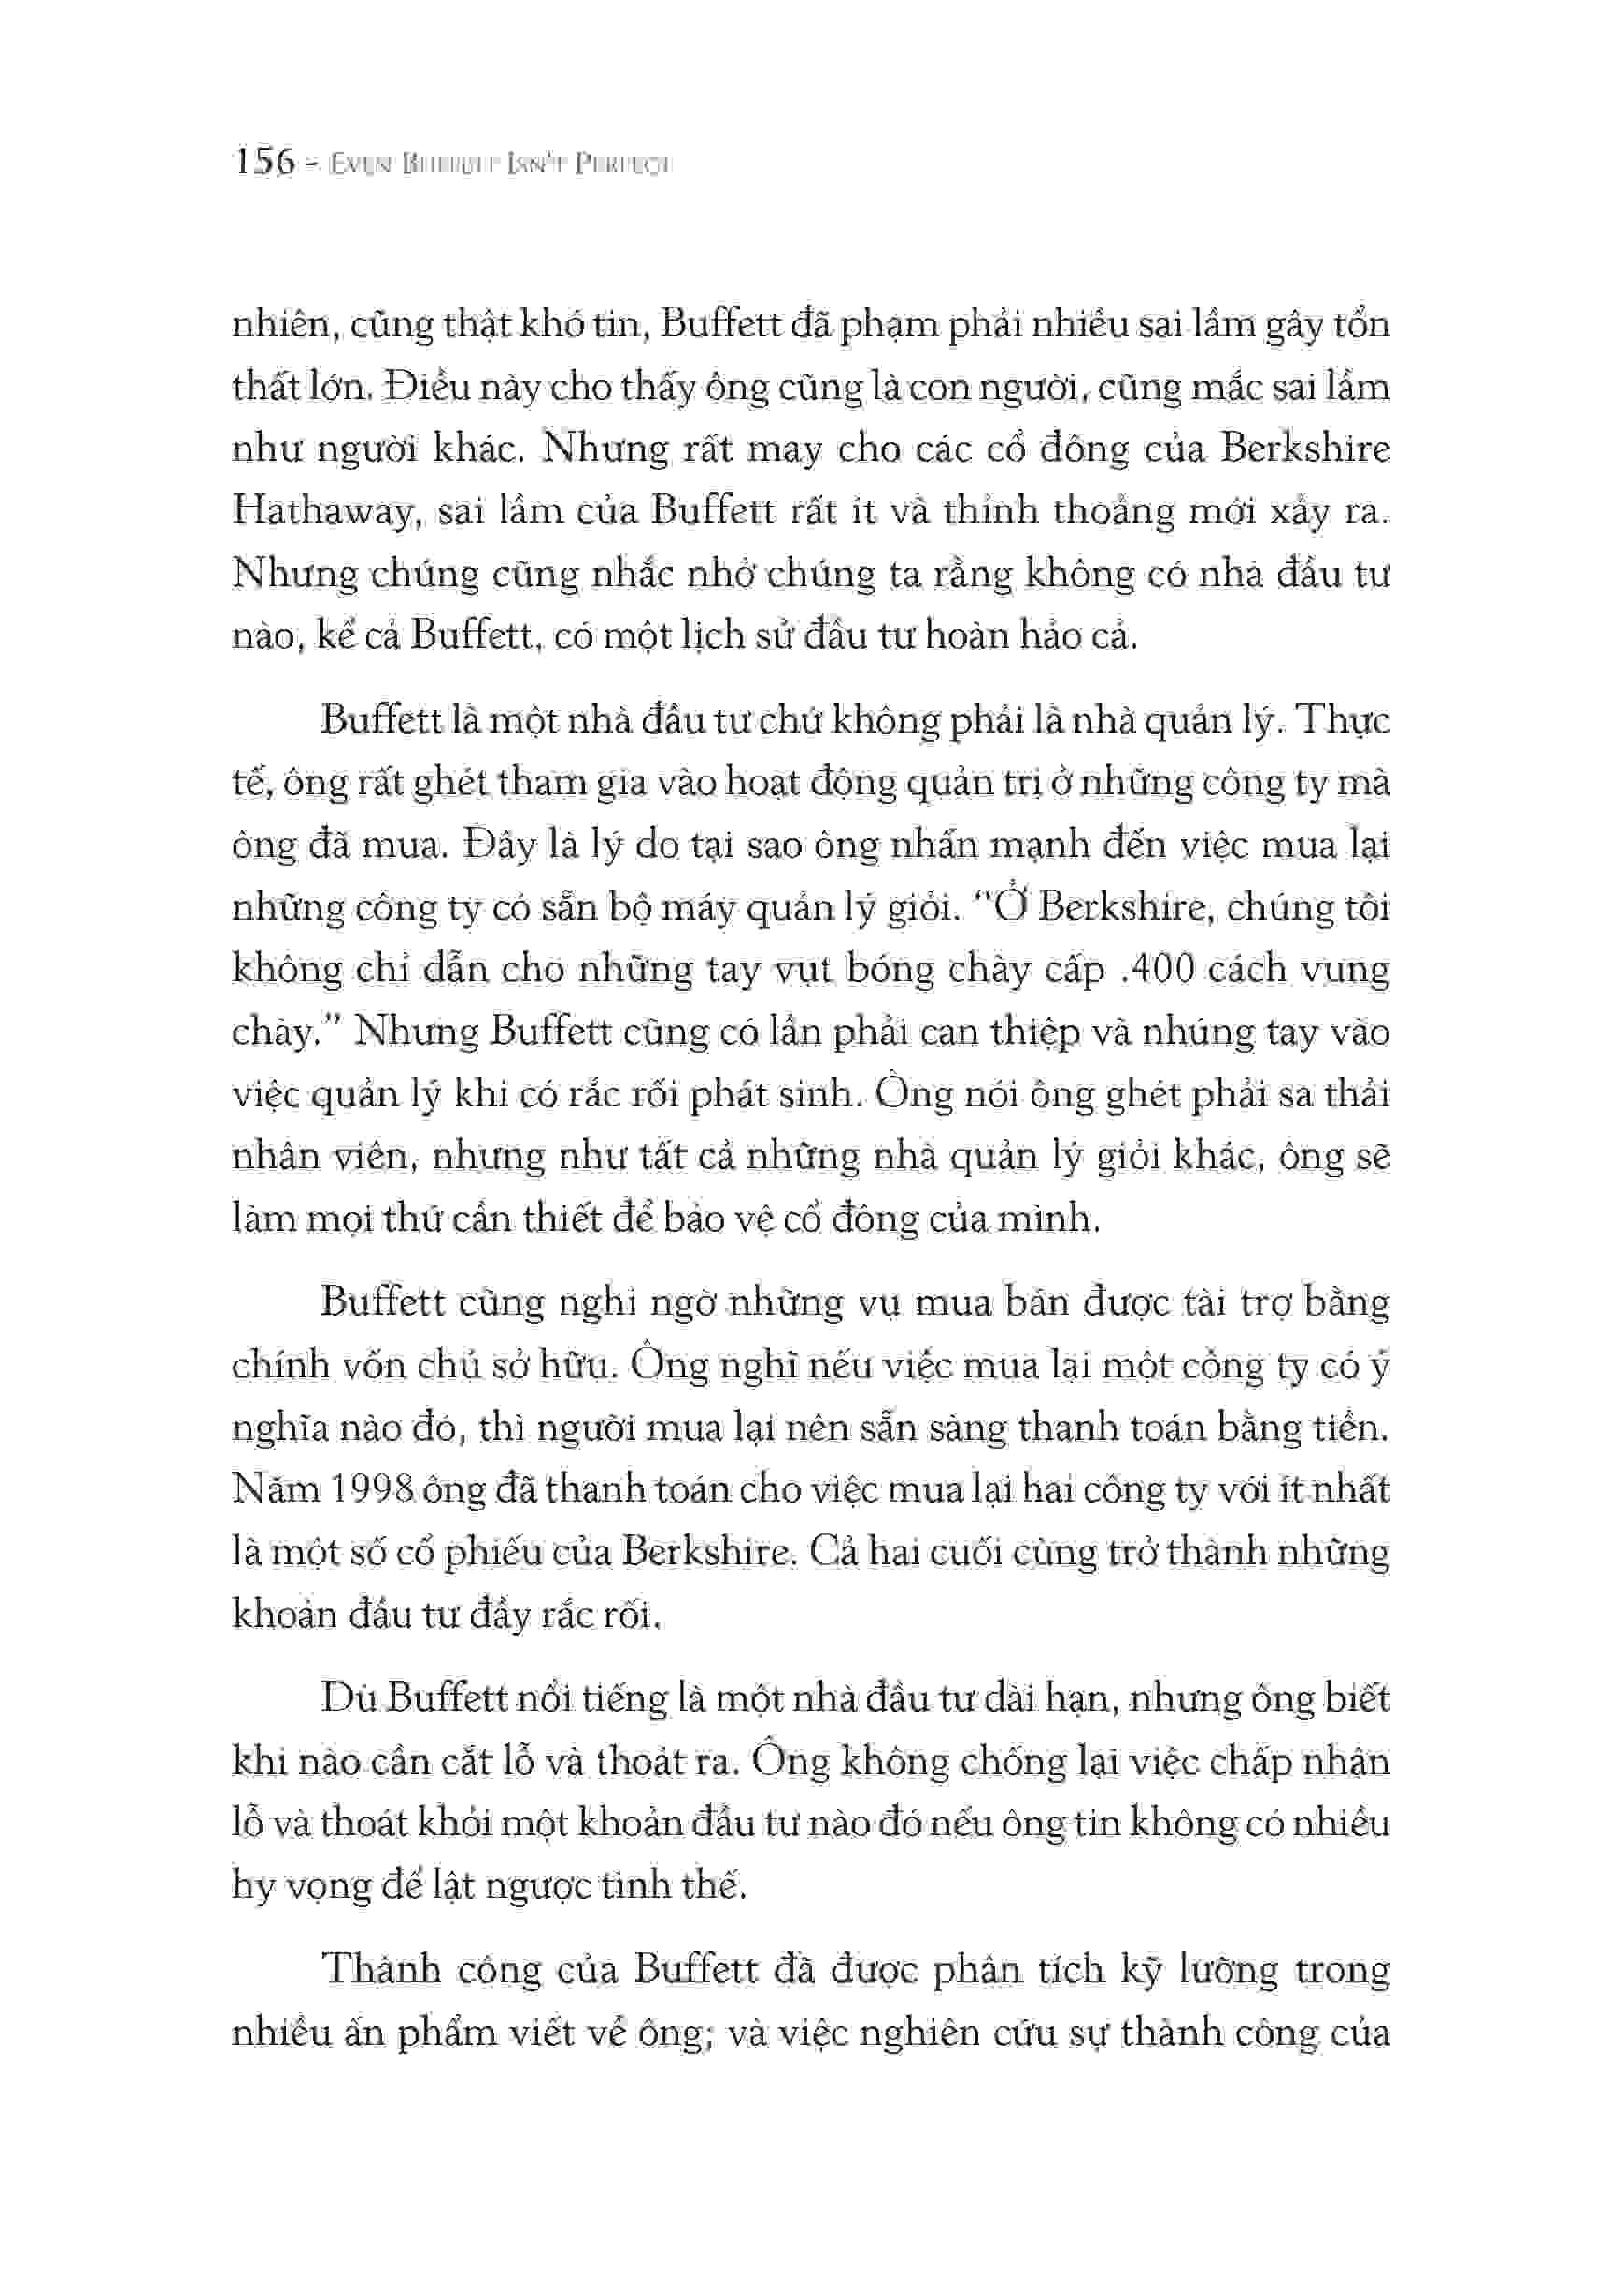 156 - EVEN BUFFETT ISN'T PERFECT
nhiên, cũng thật khó tin, Buffett đã phạm phải nhiều sai lầm gây tổn
thất lớn. Điều này cho thấy ông cũng là con người, cũng mắc sai lầm
như người khác. Nhưng rất may cho các cổ đông của Berkshire
Hathaway, sai lầm của Buffett rất ít và thỉnh thoảng mới xảy ra.
Nhưng chúng cũng nhắc nhở chúng ta rằng không có nhà đầu tư
nào, kể cả Buffett, có một lịch sử đầu tư hoàn hảo cả.
Buffett là một nhà đầu tư chứ không phải là nhà quản lý. Thực
tế, ông rất ghét tham gia vào hoạt động quản trị ở những công ty mà
ông đã mua. Đây là lý do tại sao ông nhấn mạnh đến việc mua lại
những công ty có sẵn bộ máy quản lý giỏi. “Ở Berkshire, chúng tôi
không chỉ dẫn cho những tay vụt bóng chày cấp .400 cách vung
chày.” Nhưng Buffett cũng có lần phải can thiệp và nhúng tay vào
việc quản lý khi có rắc rối phát sinh. Ông nói ông ghét phải sa thải
nhân viên, nhưng như tất cả những nhà quản lý giỏi khác, ông sẽ
làm mọi thứ cần thiết để bảo vệ cổ đông của mình.
Buffett cũng nghi ngờ những vụ mua bán được tài trợ bằng
chính vốn chủ sở hữu. Ông nghĩ nếu việc mua lại một công ty có ý
nghĩa nào đó, thì người mua lại nên sẵn sàng thanh toán bằng tiền.
Năm 1998 ông đã thanh toán cho việc mua lại hai công ty với ít nhất
là một số cổ phiếu của Berkshire. Cả hai cuối cùng trở thành những
khoản đầu tư đầy rắc rối.
Dù Buffett nổi tiếng là một nhà đầu tư dài hạn, nhưng ông biết
khi nào cần cắt lỗ và thoát ra. Ông không chống lại việc chấp nhận
lỗ và thoát khỏi một khoản đầu tư nào đó nếu ông tin không có nhiều
hy vọng để lật ngược tình thế.
Thành công của Buffett đã được phân tích kỹ lưỡng trong
nhiều ấn phẩm viết về ông; và việc nghiên cứu sự thành công của